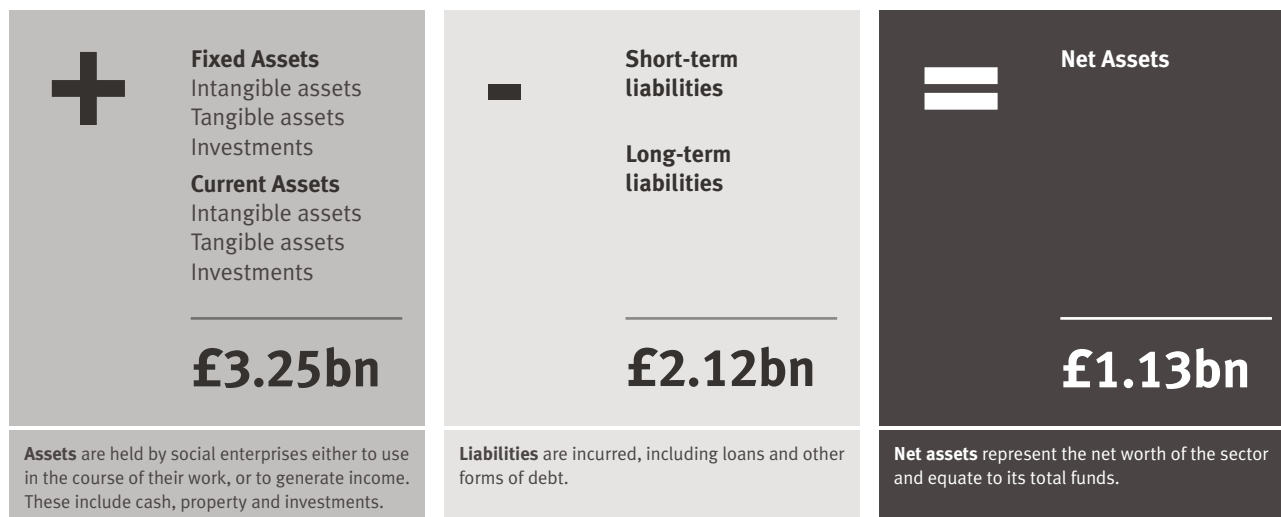 +
Fixed Assets
Intangible assets
Tangible assets
Investments
Current Assets
Intangible assets
Tangible assets
Investments
£3.25bn
Assets are held by social enterprises either to use
in the course of their work, or to generate income.
These include cash, property and investments.
-
Short-term
liabilities
Long-term
liabilities
£2.12bn
Liabilities are incurred, including loans and other
forms of debt.
=
Net Assets
£1.13bn
Net assets represent the net worth of the sector
and equate to its total funds.